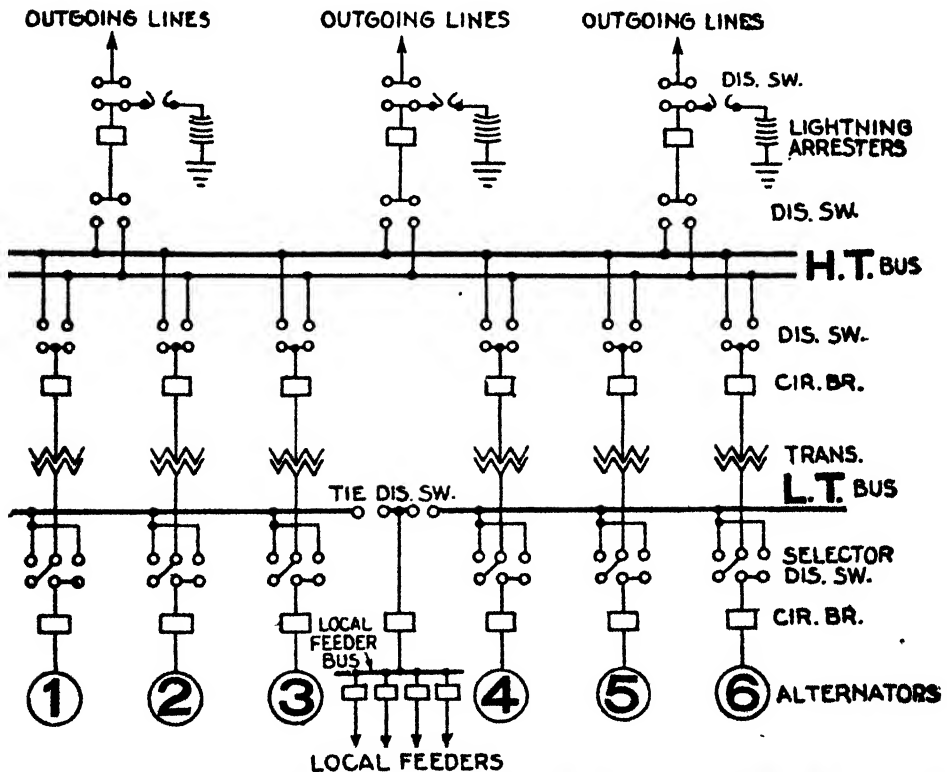 OUTGOING LINES
OUTGOING LINES
OUTGOING LINES
DIS. SW.
LIGHTNING
ARRESTERS
DIS. SW.
H.T. BUS
DIS. SW.
CIR. BR.
TRANS.
L.T. BUS
TIE DIS. SW.
SELECTOR
DIS. SW.
CIR. BR.
LOCAL
FEEDER
BUS
1 2 3 4 5 6 ALTERNATORS
LOCAL FEEDERS